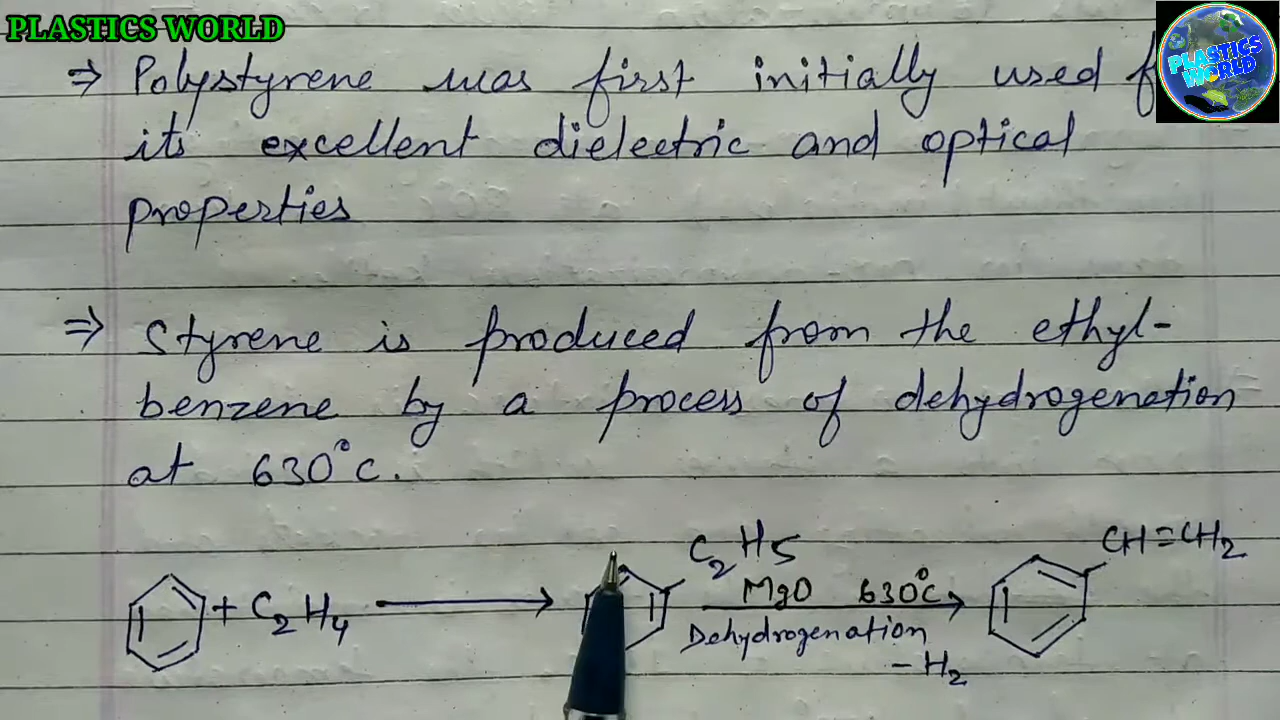 PLASTICS WORLD
PLASTICS WORLD
⇒ Polystyrene was first initially used
its excellent dielectric and optical
properties
⇒ Styrene is produced from the ethyl-
benzene by a process of dehydrogenation
at 630°c.
+ C2H4 → C2H5 MgO 630°C → CH=CH2
Dehydrogenation
-H2